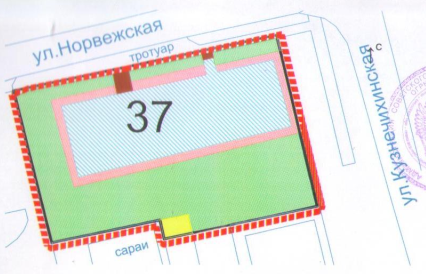 ул.Норвежская
тротуар
с
37
ул.Кузнечихинская
сараи